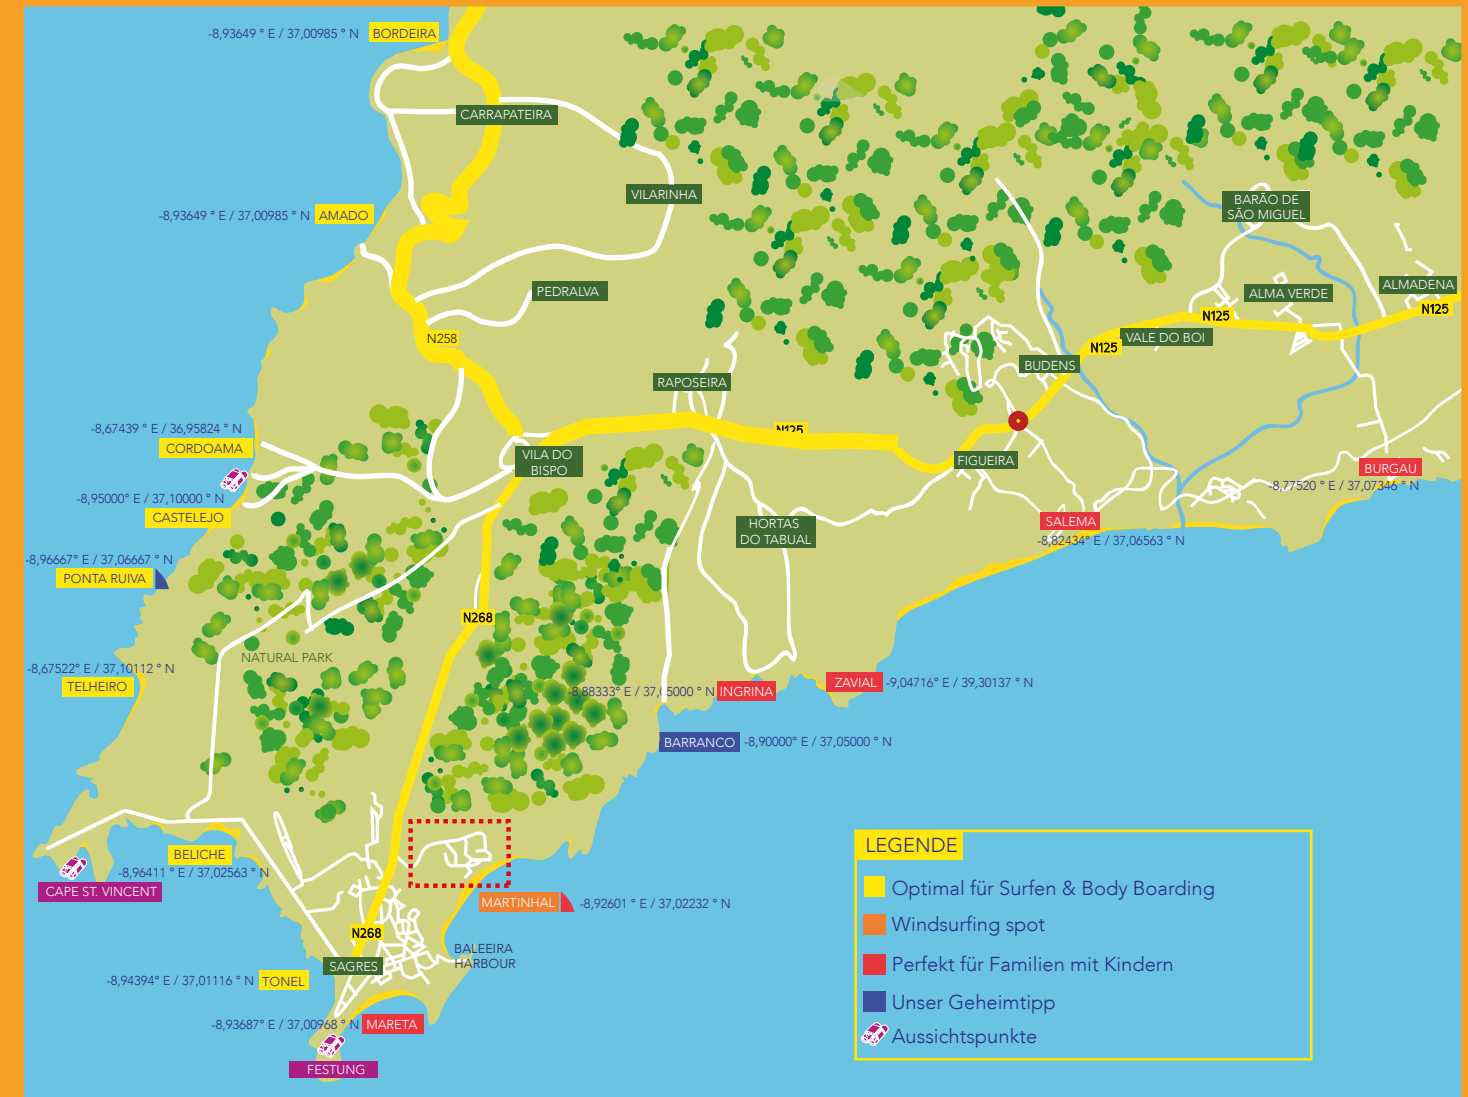 -8,93649 ° E / 37,00985 ° N BORDEIRA
CARRAPATEIRA
VILARINHA
-8,93649 ° E / 37,00985 ° N AMADO
BARÃO DE
SÃO MIGUEL
PEDRALVA
ALMA VERDE
ALMADENA
N125
N125
N258
VALE DO BOI
N125
BUDENS
RAPOSEIRA
-8,67439 ° E / 36,95824 ° N
CORDOAMA
N125
VILA DO
BISPO
FIGUEIRA
BURGAU
-8,77520 ° E / 37,07346 ° N
-8,95000° E / 37,10000 ° N
CASTELEJO
HORTAS
DO TABUAL
SALEMA
-8,82434° E / 37,06563 ° N
-8,96667° E / 37,06667 ° N
PONTA RUIVA
N268
NATURAL PARK
-8,67522° E / 37,10112 ° N
TELHEIRO
-8,88333° E / 37,05000 ° N INGRINA
ZAVIAL -9,04716° E / 39,30137 ° N
BARRANCO -8,90000° E / 37,05000 ° N
BELICHE
-8,96411 ° E / 37,02563 ° N
CAPE ST. VINCENT
MARTINHAL -8,92601 ° E / 37,02232 ° N
N268
BALEEIRA
HARBOUR
SAGRES
-8,94394° E / 37,01116 ° N TONEL
-8,93687° E / 37,00968 ° N MARETA
FESTUNG
LEGENDE
Optimal für Surfen & Body Boarding
Windsurfing spot
Perfekt für Familien mit Kindern
Unser Geheimtipp
Aussichtspunkte